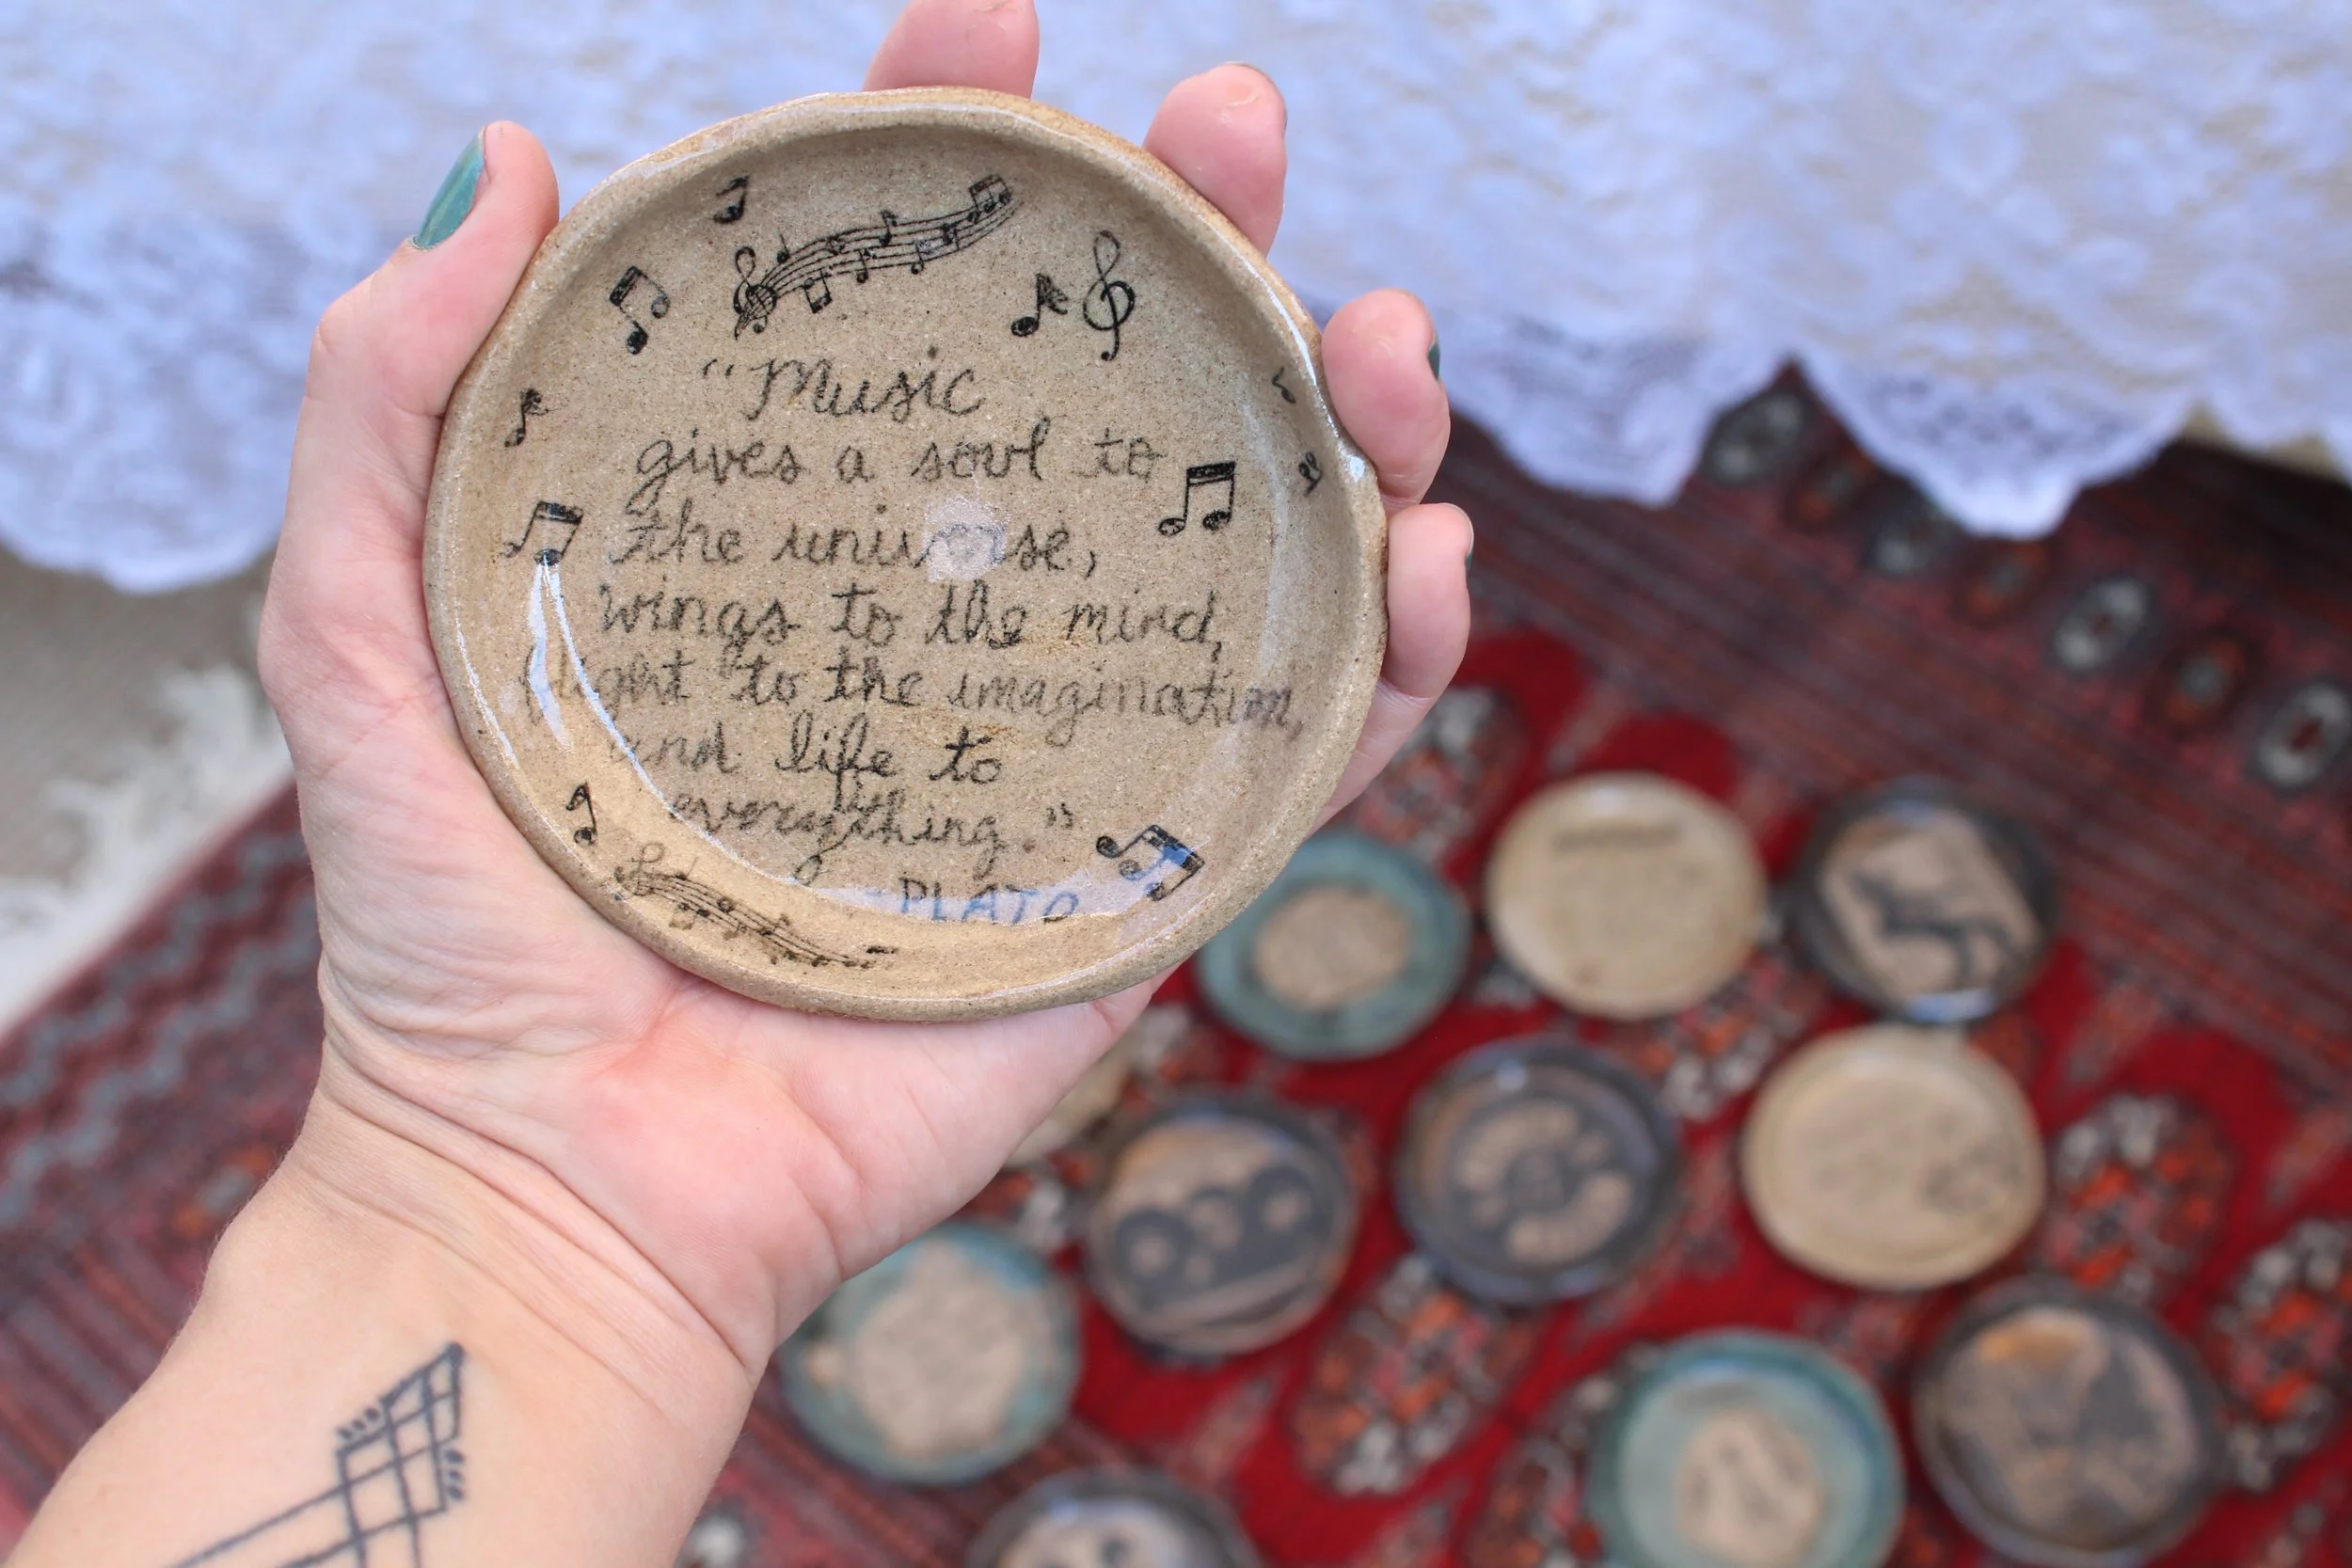 “Music
gives a soul to
the universe,
wings to the mind,
flight to the imagination,
and life to
everything.”
-PLATO